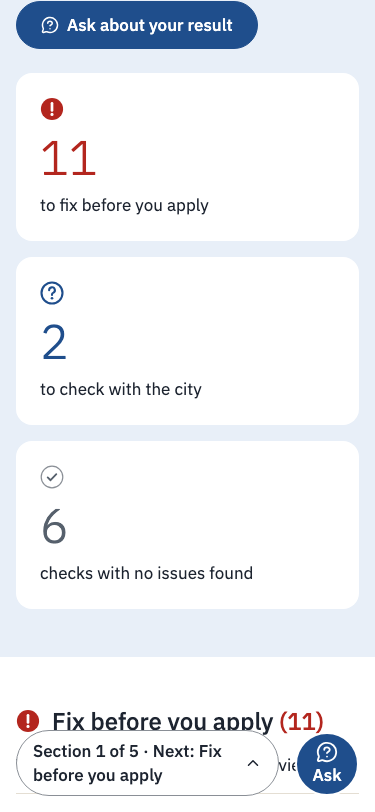 Ask about your result
11
to fix before you apply
2
to check with the city
6
checks with no issues found
Fix before you apply (11)
Section 1 of 5 · Next: Fix
before you apply
Ask